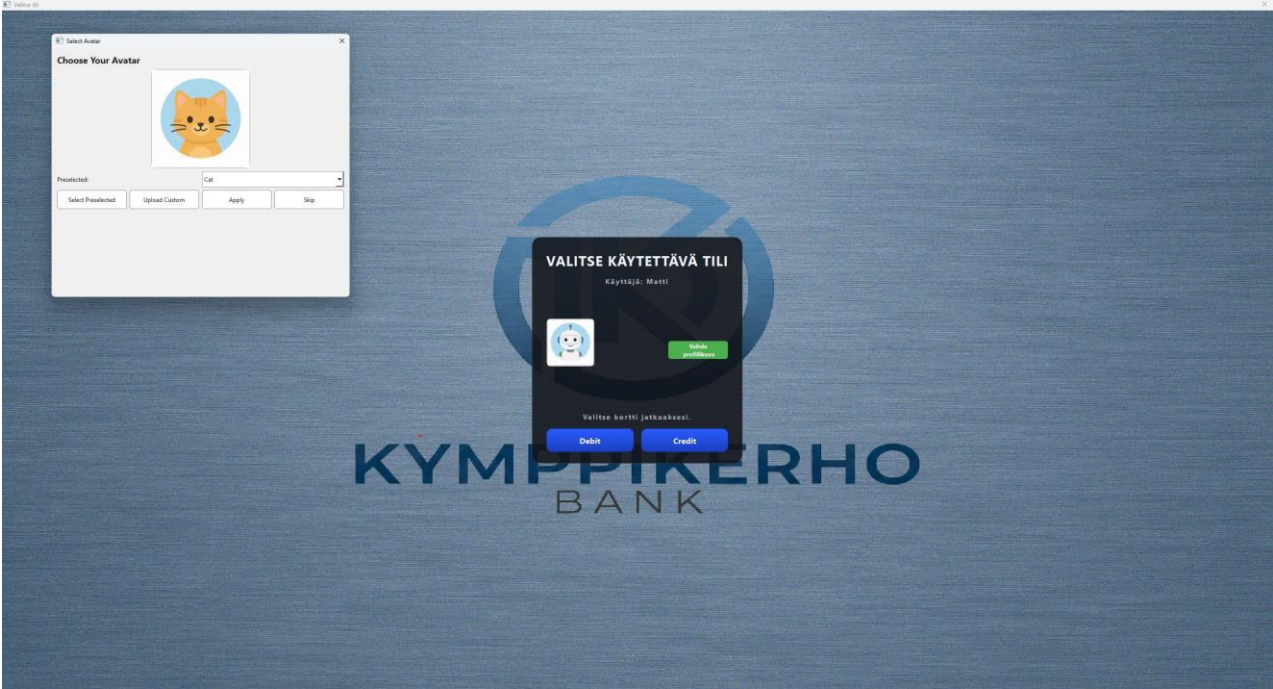 Valitse tili
Select Avatar
Choose Your Avatar
Preselected:
Cat
Select Preselected
Upload Custom
Apply
Skip
VALITSE KÄYTETTÄVÄ TILI
Käyttäjä: Matti
Vaihda
profiilikuva
Valitse kortti jatkaaksesi.
Debit
Credit
KYMPPIKERHO
BANK